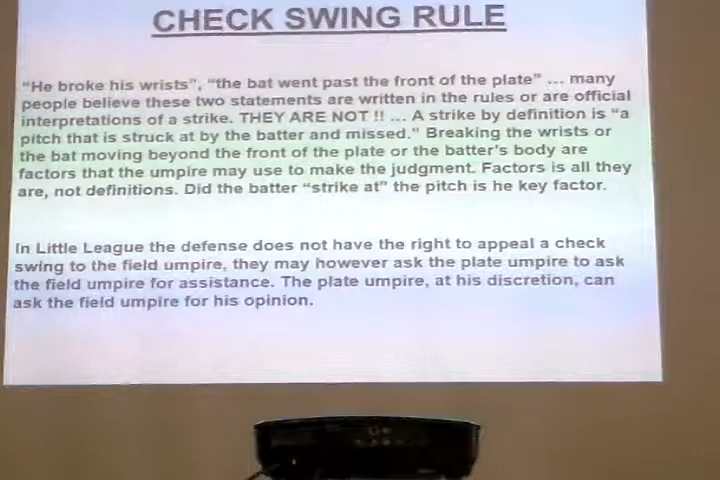 CHECK SWING RULE
"He broke his wrists", "the bat went past the front of the plate" ... many
people believe these two statements are written in the rules or are official
interpretations of a strike. THEY ARE NOT !! ... A strike by definition is "a
pitch that is struck at by the batter and missed." Breaking the wrists or
the bat moving beyond the front of the plate or the batter's body are
factors that the umpire may use to make the judgment. Factors is all they
are, not definitions. Did the batter "strike at" the pitch is he key factor.
In Little League the defense does not have the right to appeal a check
swing to the field umpire, they may however ask the plate umpire to ask
the field umpire for assistance. The plate umpire, at his discretion, can
ask the field umpire for his opinion.